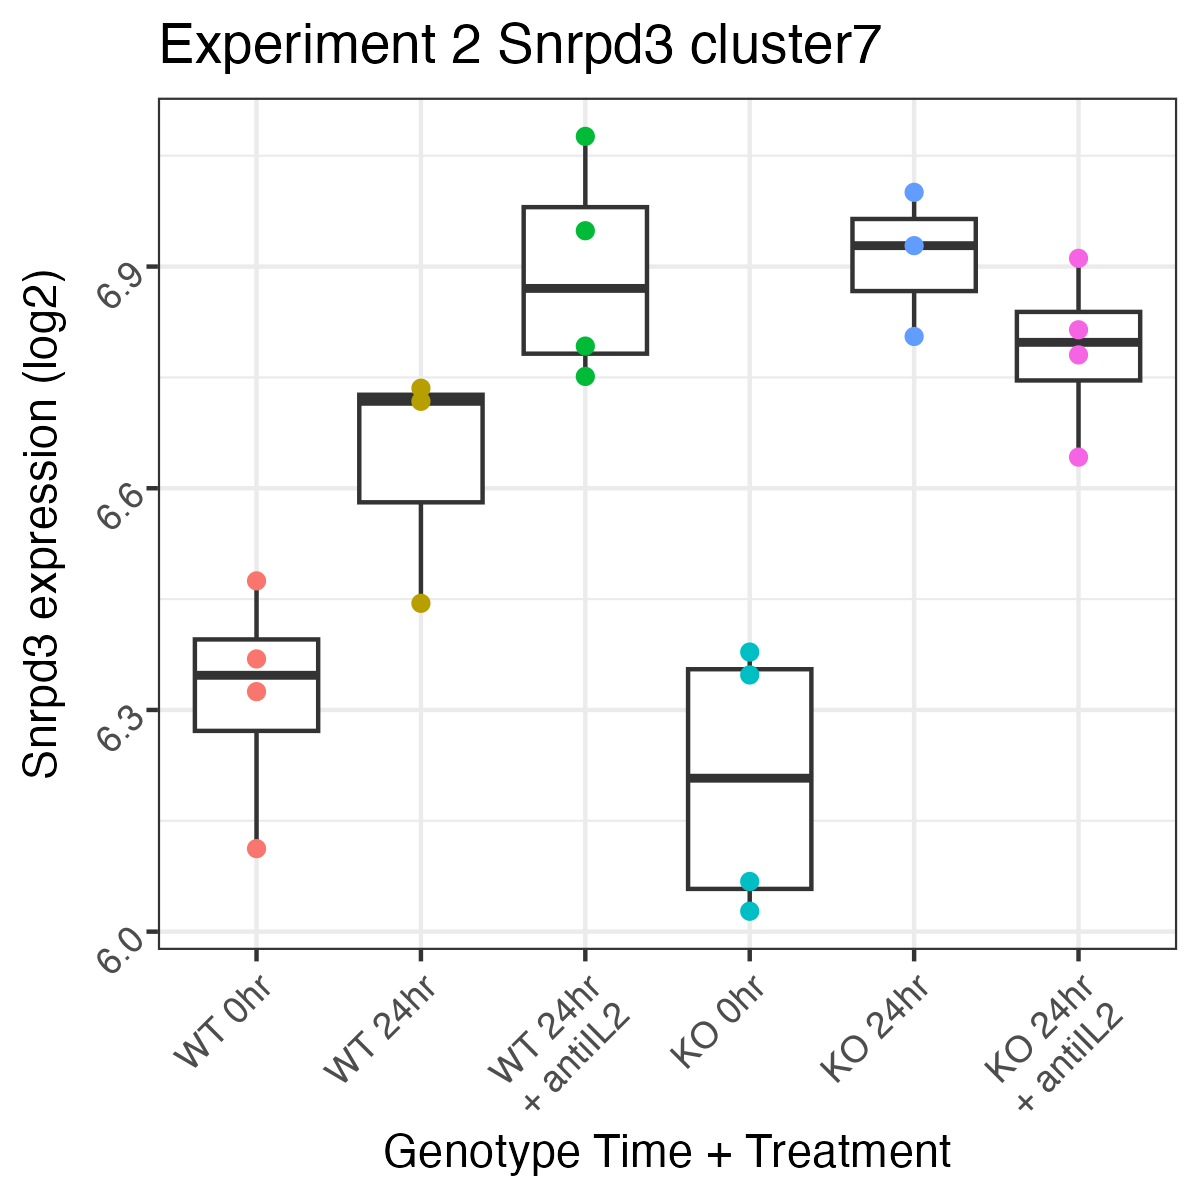 Experiment 2 Snrpd3 cluster7
Snrpd3 expression (log2)
6.9
6.6
6.3
6.0
WT 0hr
WT 24hr
WT 24hr
+ antiIL2
KO 0hr
KO 24hr
KO 24hr
+ antiIL2
Genotype Time + Treatment